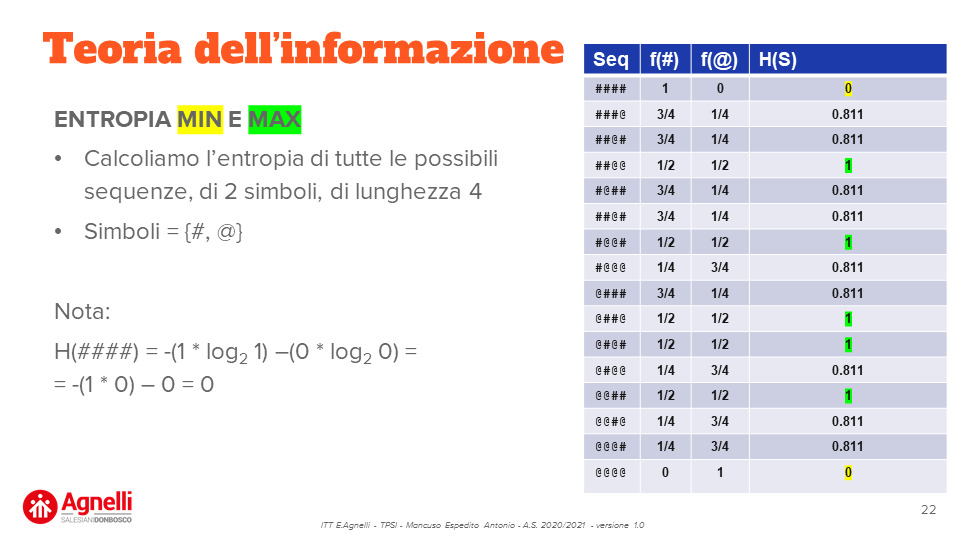 Teoria dell'informazione
ENTROPIA MIN E MAX
• Calcoliamo l'entropia di tutte le possibili
sequenze, di 2 simboli, di lunghezza 4
• Simboli = {#, @}
Nota:
H(####) = -(1 * log2 1) –(0 * log2 0) =
= -(1 * 0) – 0 = 0
Seq f(#) f(@) H(S)
#### 1 0 0
###@ 3/4 1/4 0.811
##@# 3/4 1/4 0.811
##@@ 1/2 1/2 1
#@## 3/4 1/4 0.811
##@# 3/4 1/4 0.811
#@@# 1/2 1/2 1
#@@@ 1/4 3/4 0.811
@### 3/4 1/4 0.811
@##@ 1/2 1/2 1
@#@# 1/2 1/2 1
@#@@ 1/4 3/4 0.811
@@## 1/2 1/2 1
@@#@ 1/4 3/4 0.811
@@@# 1/4 3/4 0.811
@@@@ 0 1 0
Agnelli
SALESIANI DONBOSCO
ITT E.Agnelli - TPSI - Mancuso Espedito Antonio - A.S. 2020/2021 - versione 1.0
22